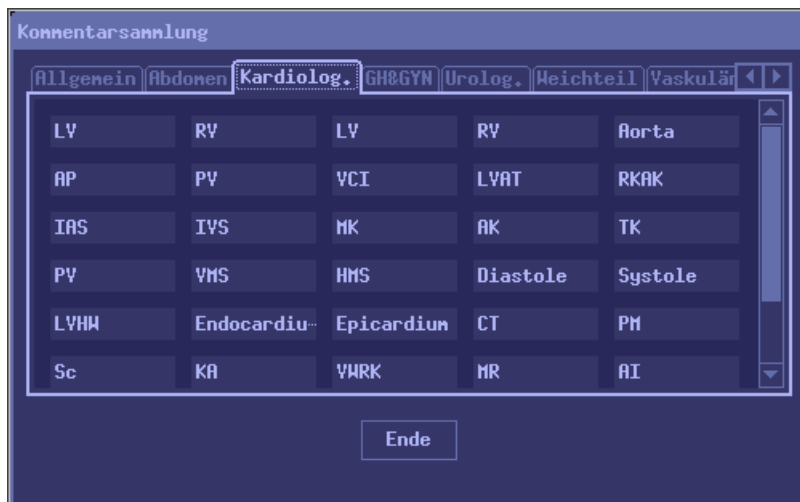 Kommentarsammlung
Allgemein Abdomen Kardiolog. GH&GYN Urolog. Weichteil Vaskulär
LV RV LV RV Aorta
AP PV VCI LVAT RKAK
IAS IVS MK AK TK
PV VMS HMS Diastole Systole
LVHW Endocardiu… Epicardium CT PM
Sc KA VWRK MR AI
Ende